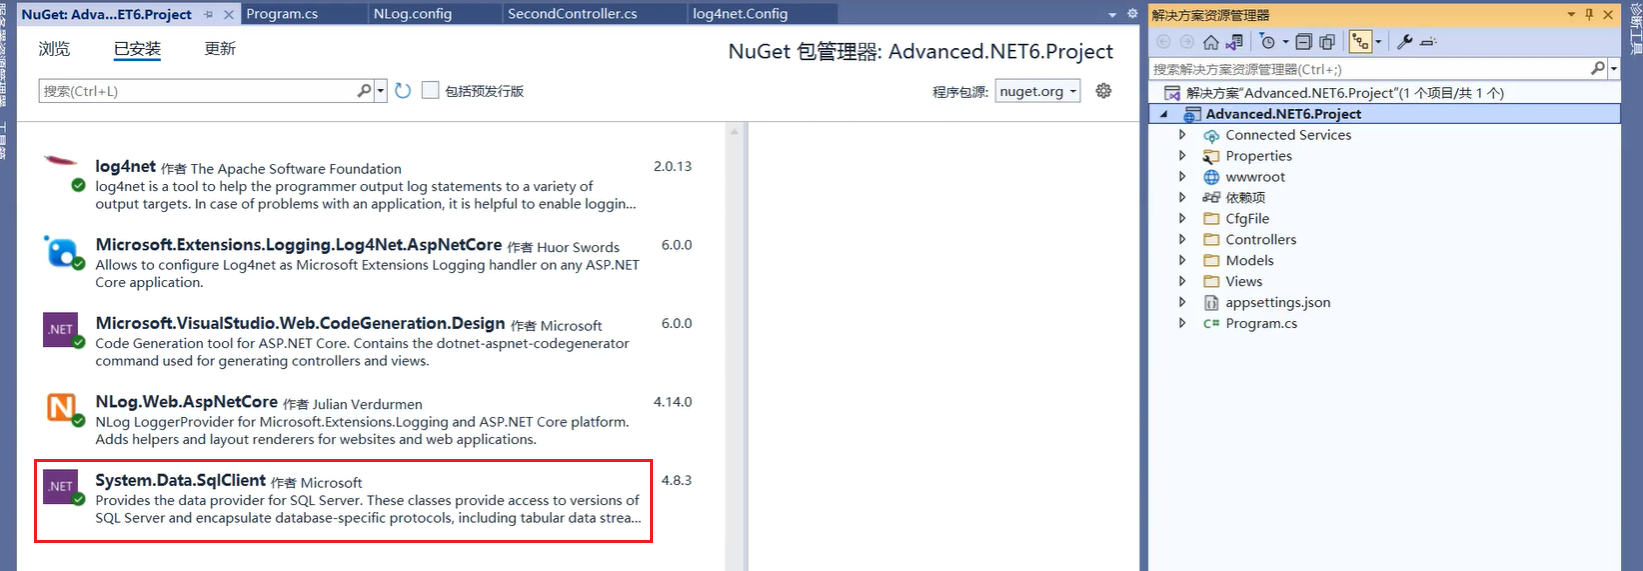 NuGet: Adva...ET6.Project
Program.cs
NLog.config
SecondController.cs
log4net.Config
浏览
已安装
更新
NuGet 包管理器: Advanced.NET6.Project
搜索(Ctrl+L)
包括预发行版
程序包源:
nuget.org
log4net 作者 The Apache Software Foundation
2.0.13
log4net is a tool to help the programmer output log statements to a variety of
output targets. In case of problems with an application, it is helpful to enable loggin...
Microsoft.Extensions.Logging.Log4Net.AspNetCore 作者 Huor Swords
6.0.0
Allows to configure Log4net as Microsoft Extensions Logging handler on any ASP.NET
Core application.
.NET
Microsoft.VisualStudio.Web.CodeGeneration.Design 作者 Microsoft
6.0.0
Code Generation tool for ASP.NET Core. Contains the dotnet-aspnet-codegenerator
command used for generating controllers and views.
N
NLog.Web.AspNetCore 作者 Julian Verdurmen
4.14.0
NLog LoggerProvider for Microsoft.Extensions.Logging and ASP.NET Core platform.
Adds helpers and layout renderers for websites and web applications.
.NET
System.Data.SqlClient 作者 Microsoft
4.8.3
Provides the data provider for SQL Server. These classes provide access to versions of
SQL Server and encapsulate database-specific protocols, including tabular data strea...
解决方案资源管理器
搜索解决方案资源管理器(Ctrl+;)
解决方案"Advanced.NET6.Project"(1 个项目/共 1 个)
Advanced.NET6.Project
Connected Services
Properties
wwwroot
依赖项
CfgFile
Controllers
Models
Views
appsettings.json
C# Program.cs
诊断工具